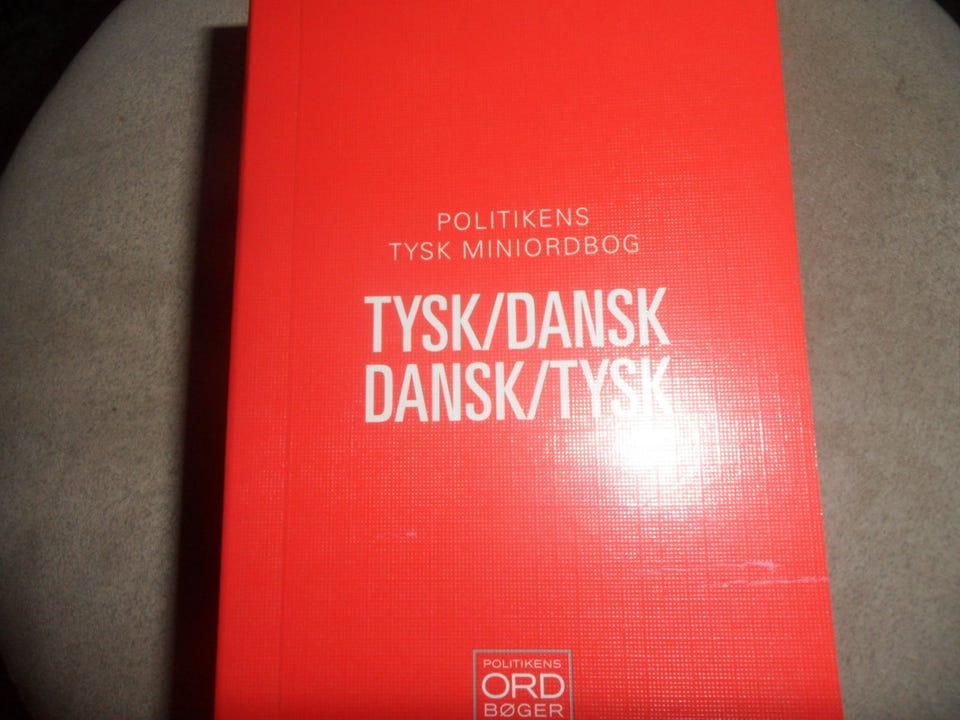 POLITIKENS
TYSK MINIORDBOG
TYSK/DANSK
DANSK/TYSK
POLITIKENS
ORD
BØGER